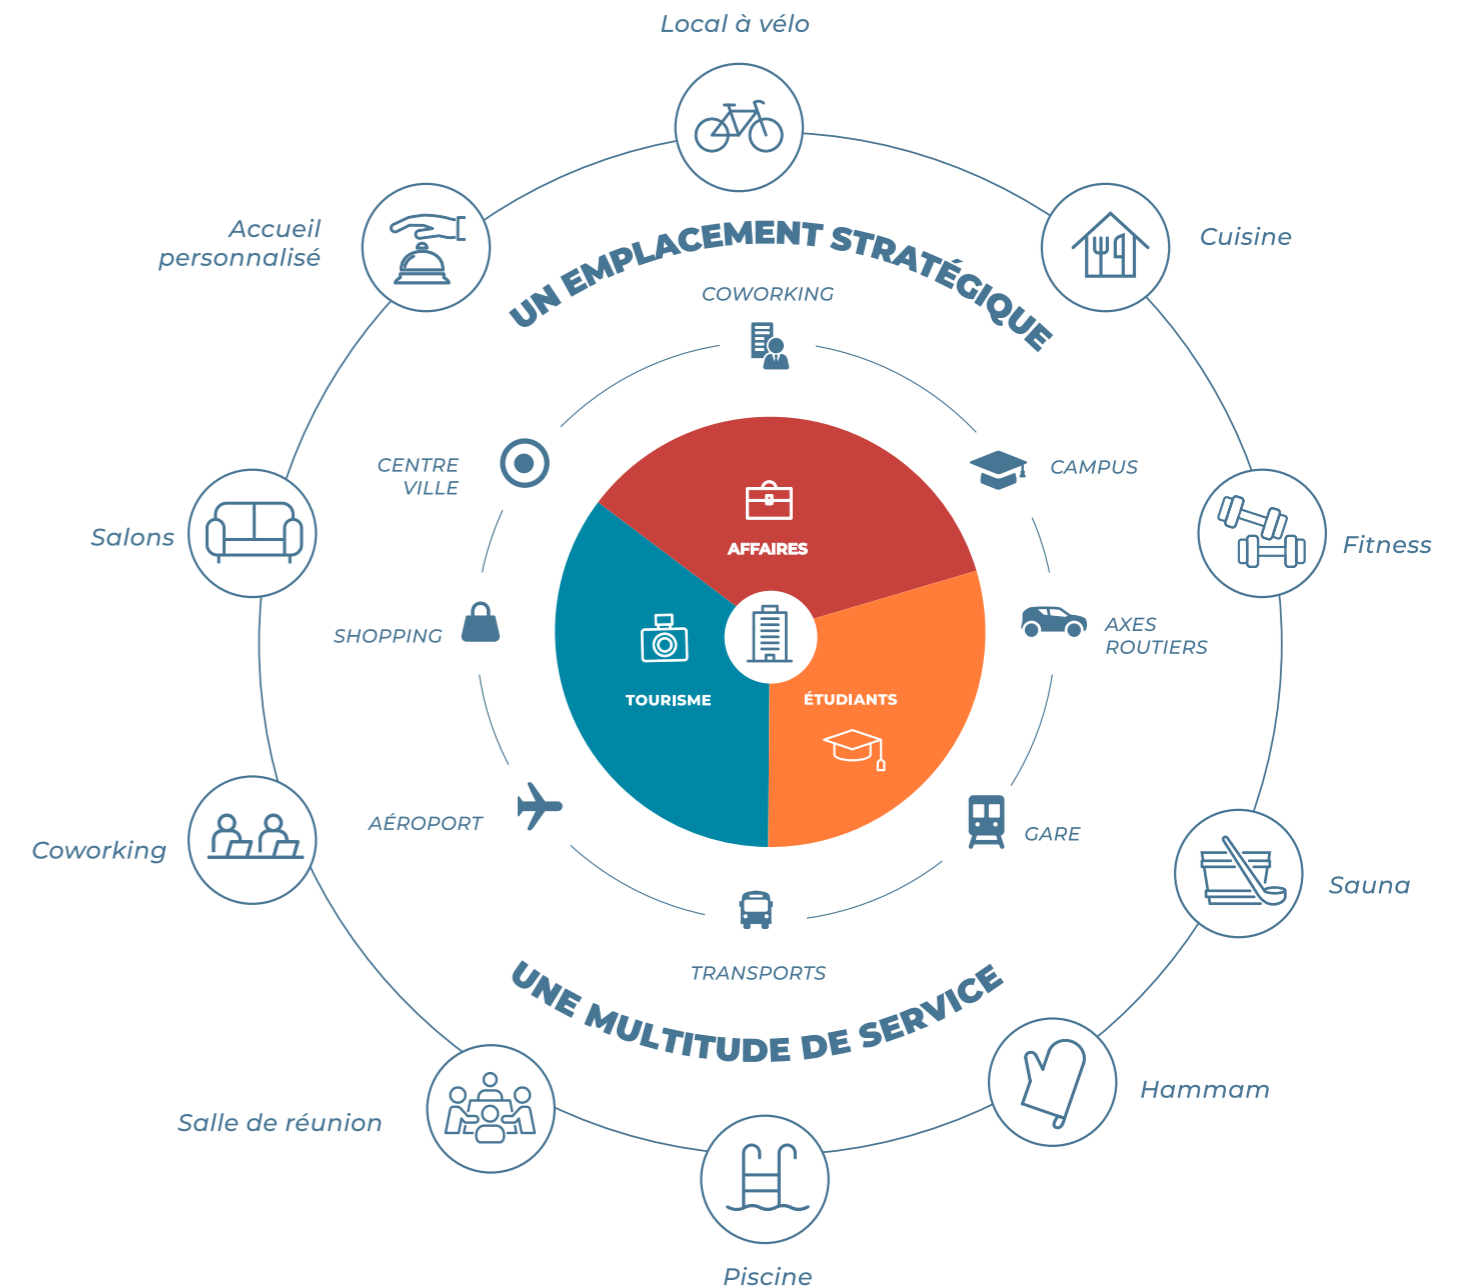 Local à vélo
Accueil
personnalisé
Cuisine
UN EMPLACEMENT STRATÉGIQUE
COWORKING
CENTRE
VILLE
CAMPUS
Salons
Fitness
AFFAIRES
SHOPPING
AXES
ROUTIERS
TOURISME
ÉTUDIANTS
AÉROPORT
GARE
Coworking
Sauna
TRANSPORTS
UNE MULTITUDE DE SERVICE
Hammam
Salle de réunion
Piscine